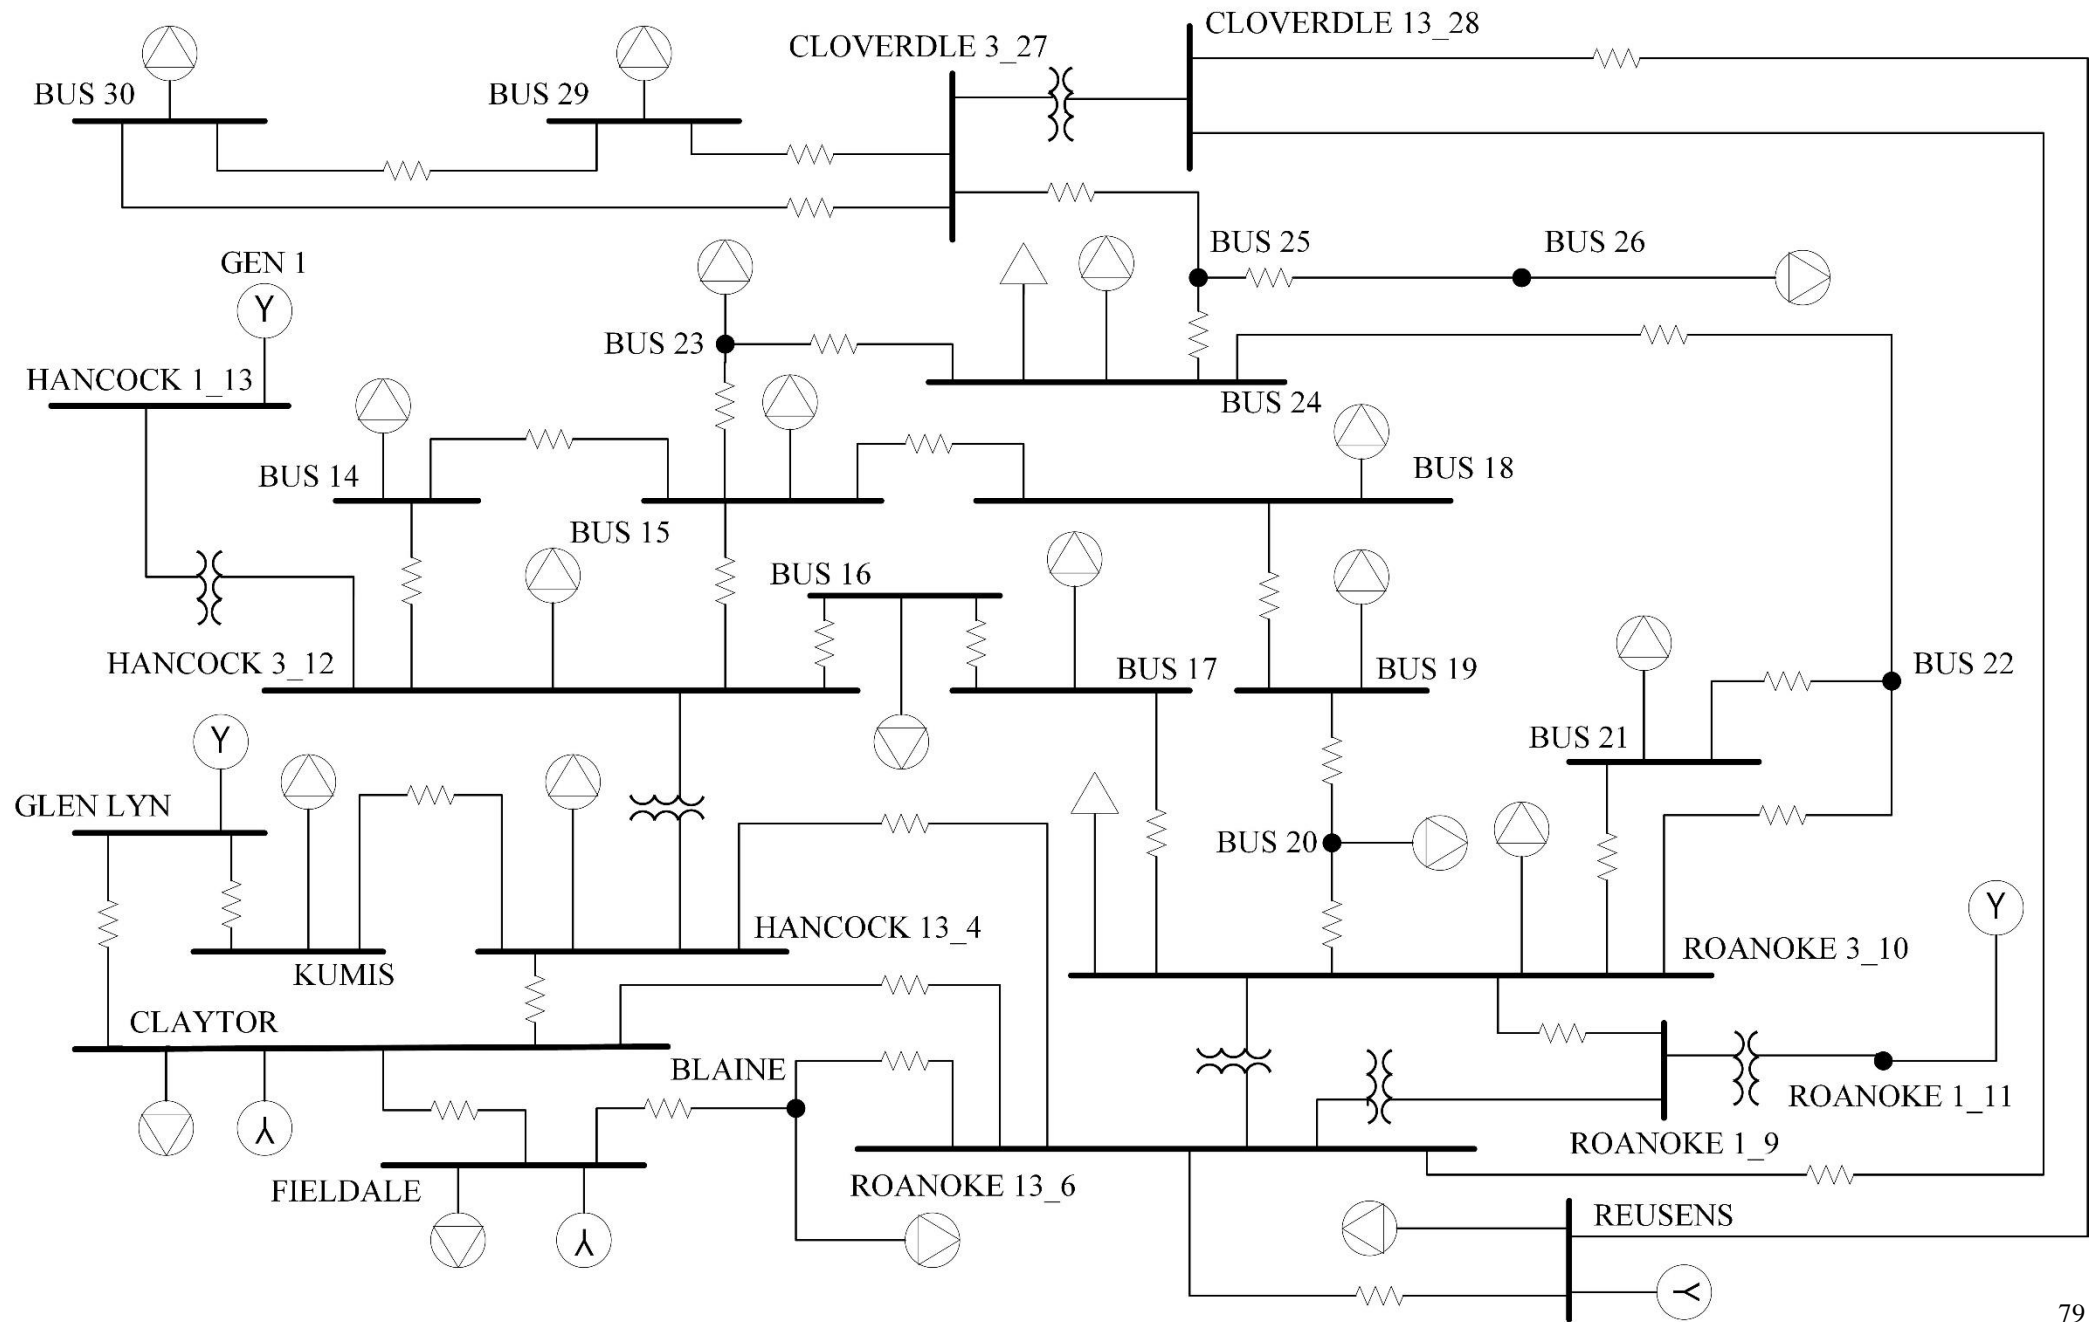 CLOVERDLE 13_28
CLOVERDLE 3_27
BUS 30
BUS 29
BUS 25
BUS 26
GEN 1
Y
BUS 23
HANCOCK 1_13
BUS 24
BUS 14
BUS 18
BUS 15
BUS 16
HANCOCK 3_12
BUS 17
BUS 19
BUS 22
Y
BUS 21
GLEN LYN
BUS 20
Y
HANCOCK 13_4
ROANOKE 3_10
KUMIS
CLAYTOR
BLAINE
ROANOKE 1_11
Y
ROANOKE 1_9
FIELDALE
ROANOKE 13_6
REUSENS
Y
Y
79